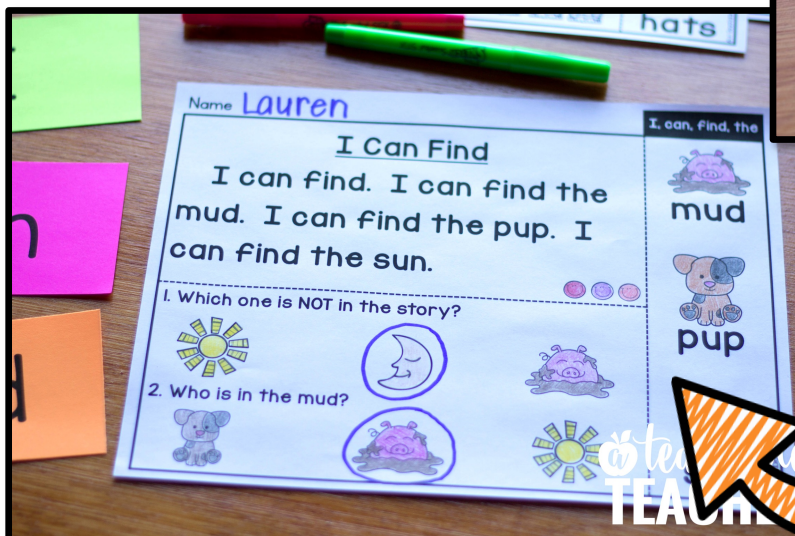 hats
Name Lauren
I, can, find, the
I Can Find
I can find. I can find the
mud. I can find the pup. I
can find the sun.
mud
pup
1. Which one is NOT in the story?
2. Who is in the mud?
n
d
a